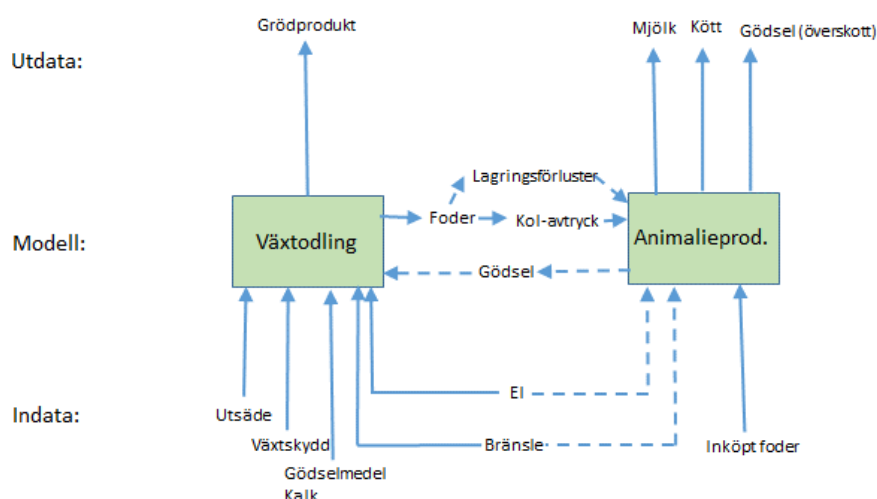 Grödprodukt
Mjölk
Kött
Gödsel (överskott)
Utdata:
Lagringsförluster
Foder
Kol-avtryck
Modell:
Växtodling
Animalieprod.
Gödsel
El
Indata:
Utsäde
Växtskydd
Bränsle
Inköpt foder
Gödselmedel
Kalk